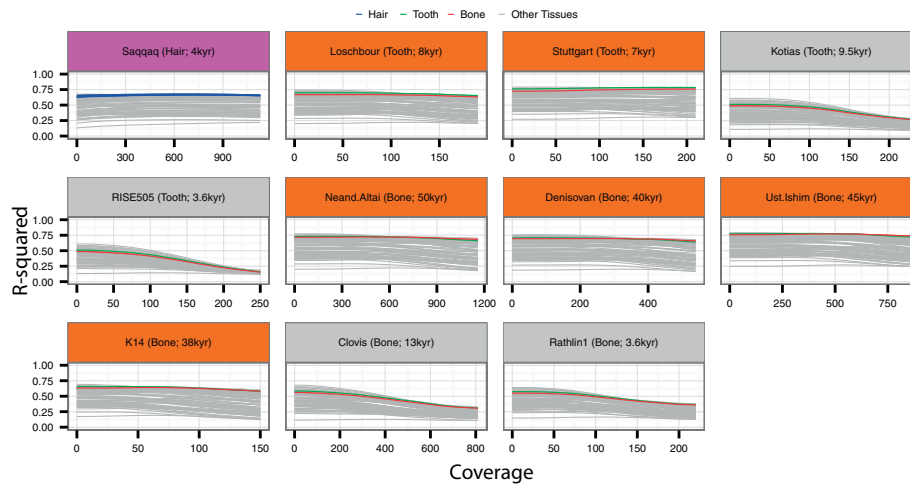 Hair Tooth Bone Other Tissues
Saqqaq (Hair; 4kyr) Loschbour (Tooth; 8kyr) Stuttgart (Tooth; 7kyr) Kotias (Tooth; 9.5kyr)
1.00
0.75
0.50
0.25
0.00
0 300 600 900 0 50 100 150 0 50 100 150 200 0 50 100 150 200
RISE505 (Tooth; 3.6kyr) Neand.Altai (Bone; 50kyr) Denisovan (Bone; 40kyr) Ust.Ishim (Bone; 45kyr)
1.00
0.75
0.50
0.25
0.00
0 50 100 150 200 250 0 300 600 900 1200 0 200 400 0 250 500 750
R-squared
K14 (Bone; 38kyr) Clovis (Bone; 13kyr) Rathlin1 (Bone; 3.6kyr)
1.00
0.75
0.50
0.25
0.00
0 50 100 150 0 200 400 600 800 0 50 100 150 200
Coverage